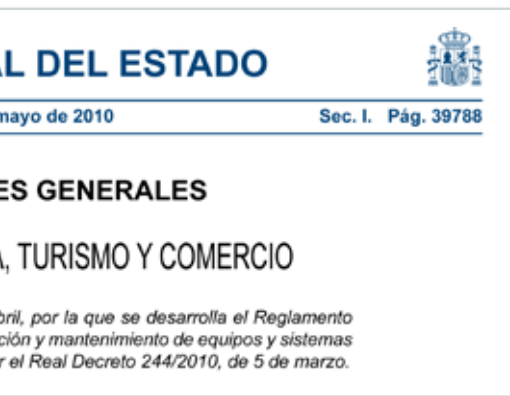 AL DEL ESTADO
mayo de 2010 Sec. I. Pág. 39788
ES GENERALES
A, TURISMO Y COMERCIO
bril, por la que se desarrolla el Reglamento
ción y mantenimiento de equipos y sistemas
r el Real Decreto 244/2010, de 5 de marzo.